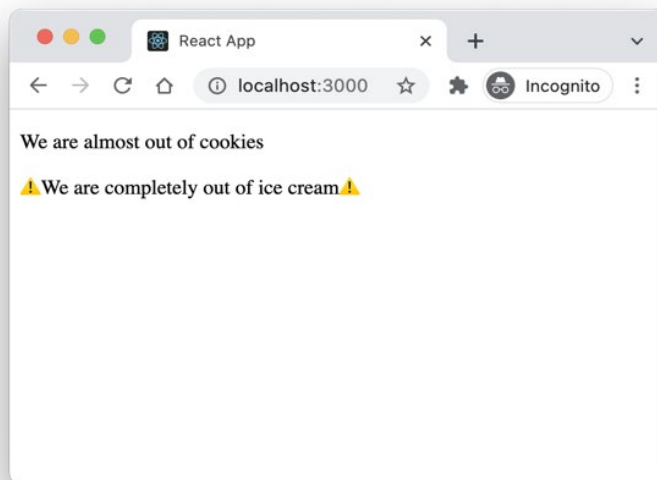 React App
localhost:3000
Incognito
We are almost out of cookies
⚠️We are completely out of ice cream⚠️